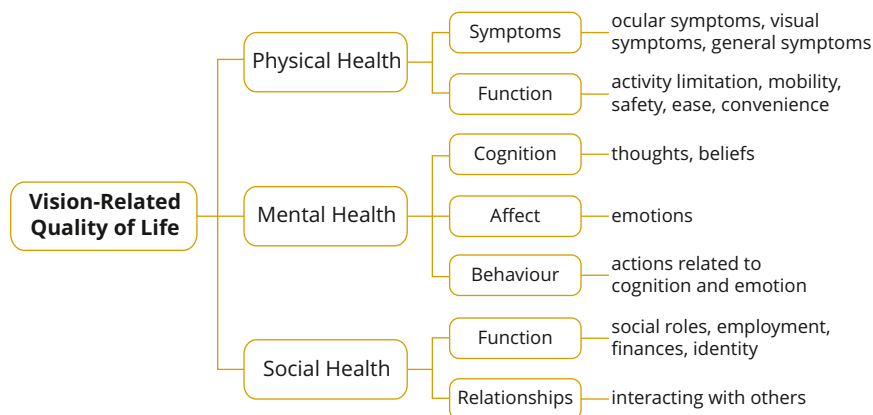 Vision-Related
Quality of Life
Physical Health
Symptoms
ocular symptoms, visual
symptoms, general symptoms
Function
activity limitation, mobility,
safety, ease, convenience
Mental Health
Cognition
thoughts, beliefs
Affect
emotions
Behaviour
actions related to
cognition and emotion
Social Health
Function
social roles, employment,
finances, identity
Relationships
interacting with others